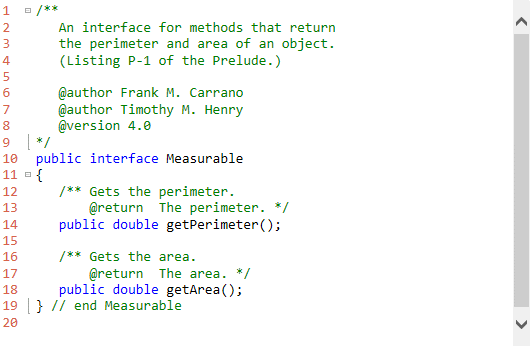 1 /**
2 An interface for methods that return
3 the perimeter and area of an object.
4 (Listing P-1 of the Prelude.)
5
6 @author Frank M. Carrano
7 @author Timothy M. Henry
8 @version 4.0
9 */
10 public interface Measurable
11 {
12 /** Gets the perimeter.
13 @return  The perimeter. */
14 public double getPerimeter();
15
16 /** Gets the area.
17 @return  The area. */
18 public double getArea();
19 } // end Measurable
20